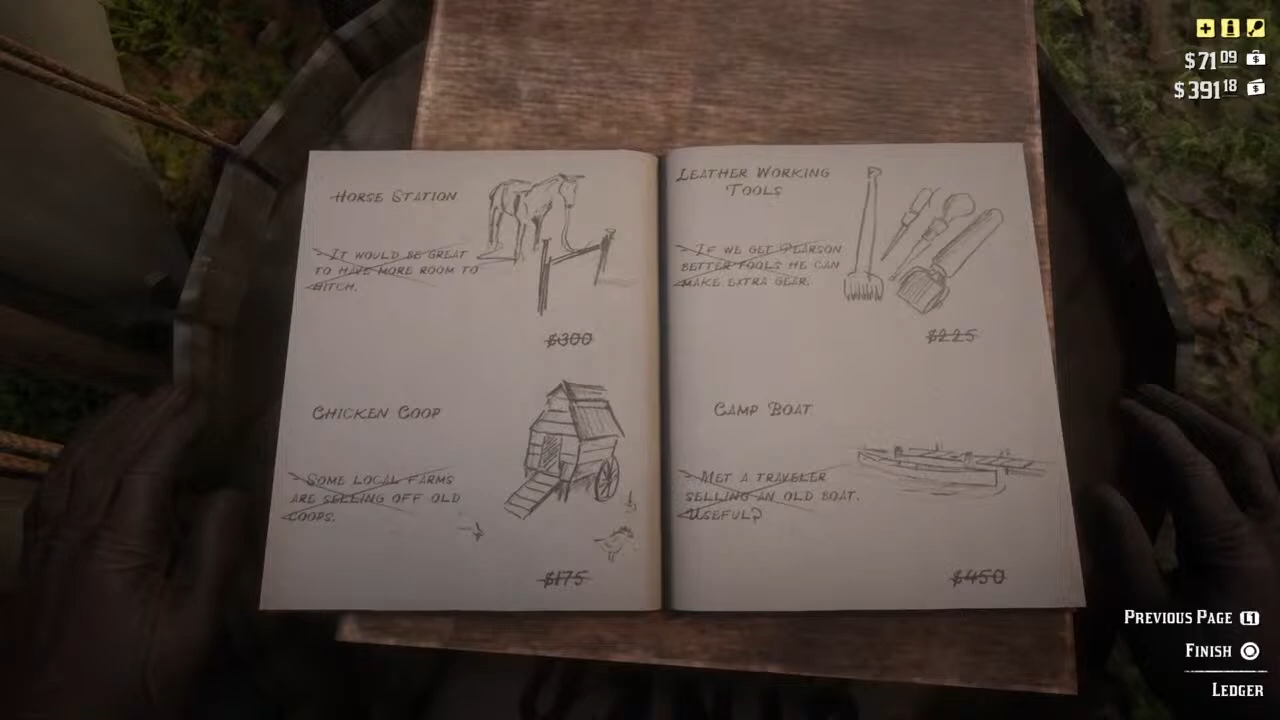 $71 09
$391 18
HORSE STATION
- IT WOULD BE GREAT
TO HAVE MORE ROOM TO
HITCH.
$300
CHICKEN COOP
- SOME LOCAL FARMS
ARE SELLING OFF OLD
COOPS.
$175
LEATHER WORKING
TOOLS
- IF WE GET PEARSON
BETTER TOOLS HE CAN
MAKE EXTRA GEAR.
$225
CAMP BOAT
- MET A TRAVELER
SELLING AN OLD BOAT.
USEFUL?
$450
PREVIOUS PAGE L1
FINISH
LEDGER